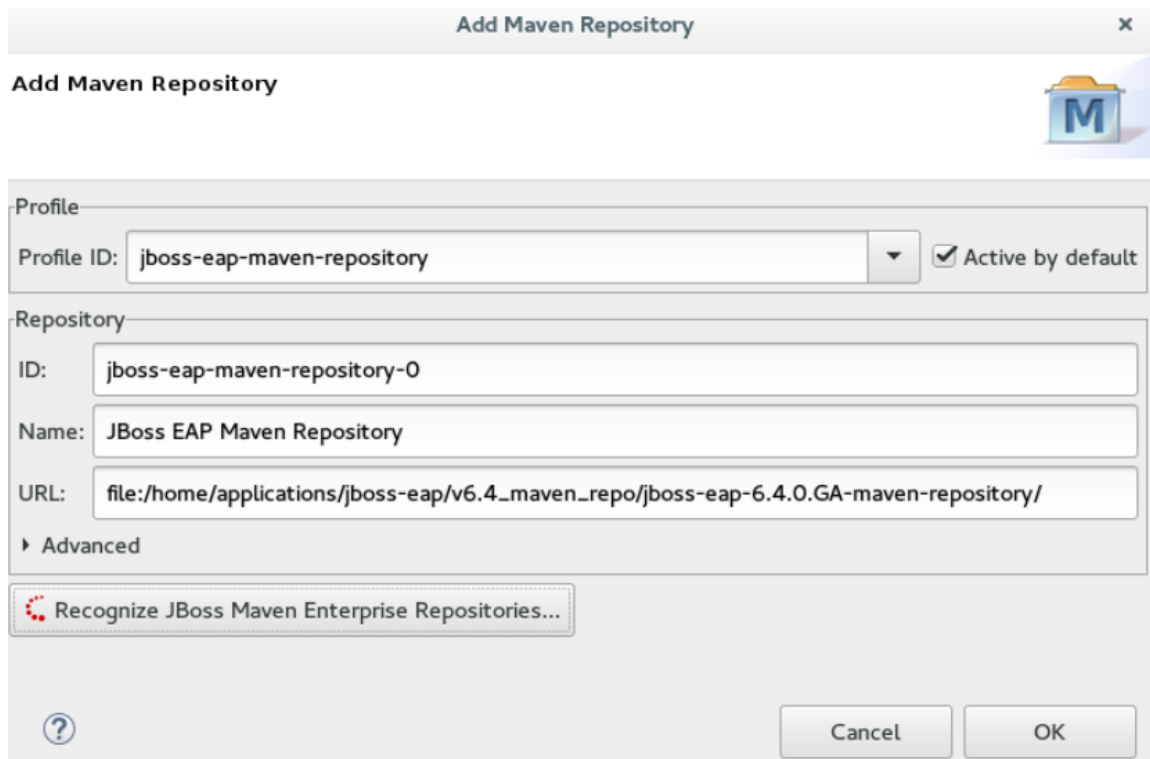 Add Maven Repository
Add Maven Repository
M
Profile
Profile ID: jboss-eap-maven-repository Active by default
Repository
ID: jboss-eap-maven-repository-0
Name: JBoss EAP Maven Repository
URL: file:/home/applications/jboss-eap/v6.4_maven_repo/jboss-eap-6.4.0.GA-maven-repository/
Advanced
Recognize JBoss Maven Enterprise Repositories...
? Cancel OK